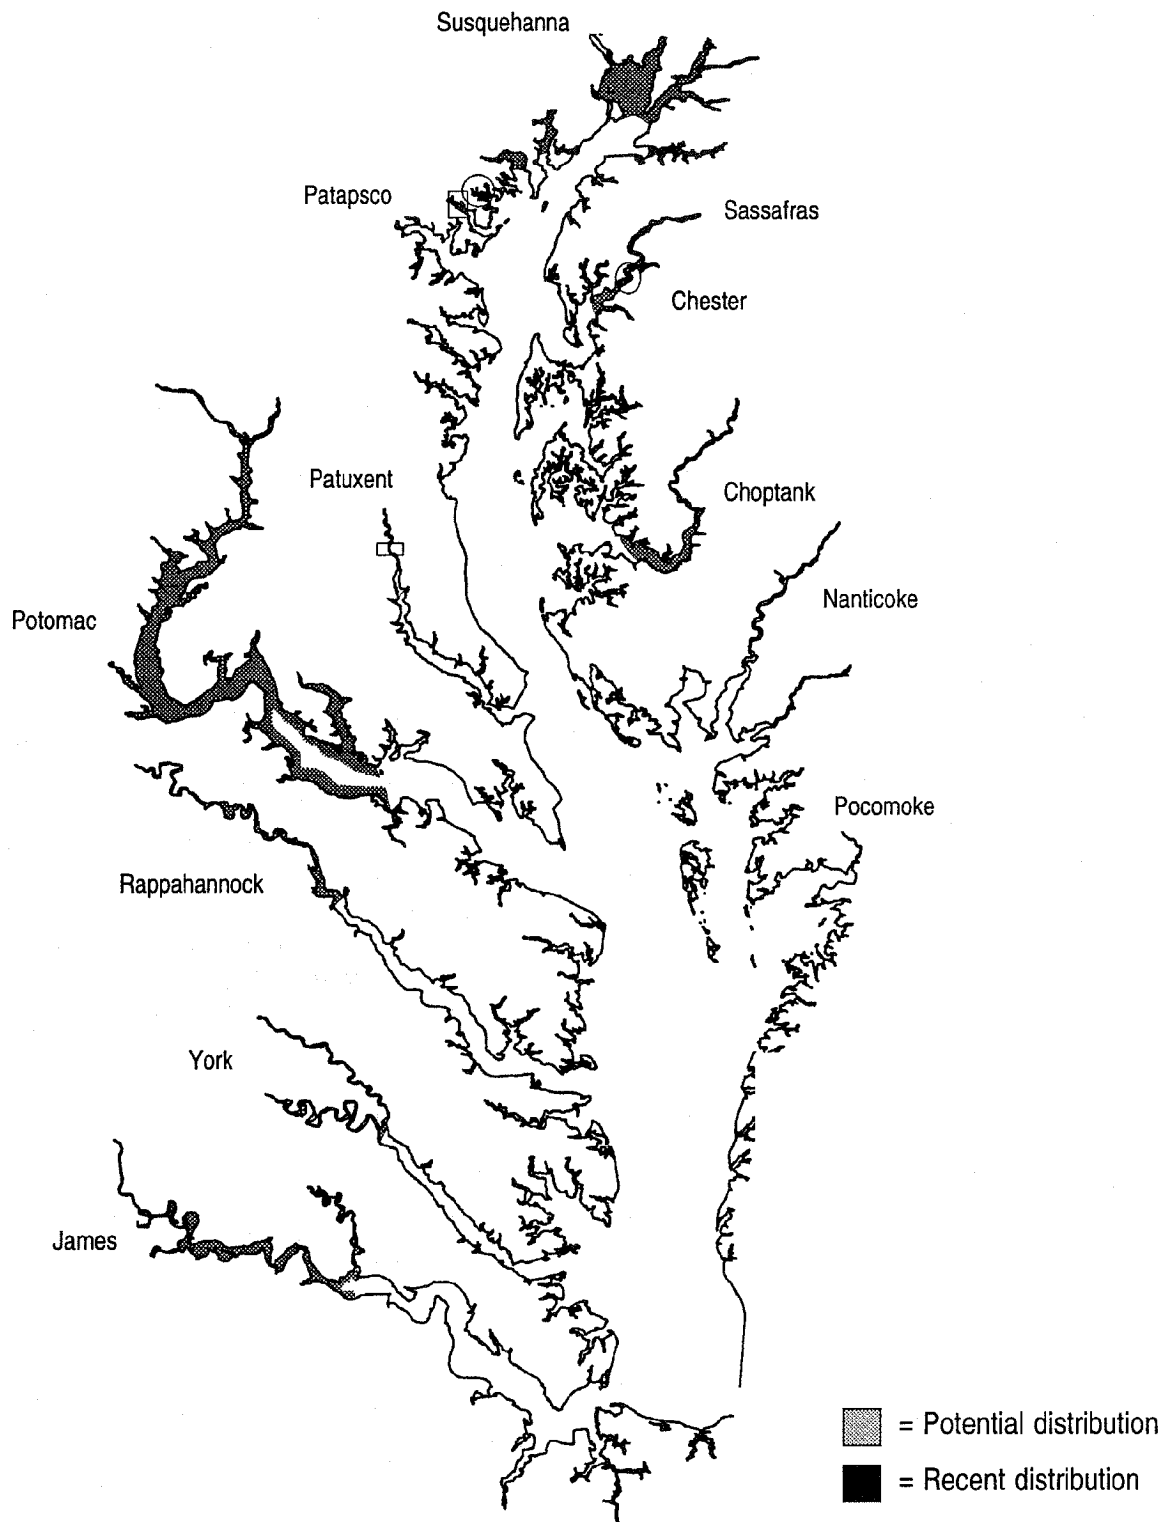 Susquehanna
Patapsco
Sassafras
Chester
Patuxent
Choptank
Nanticoke
Potomac
Pocomoke
Rappahannock
York
James
= Potential distribution
= Recent distribution